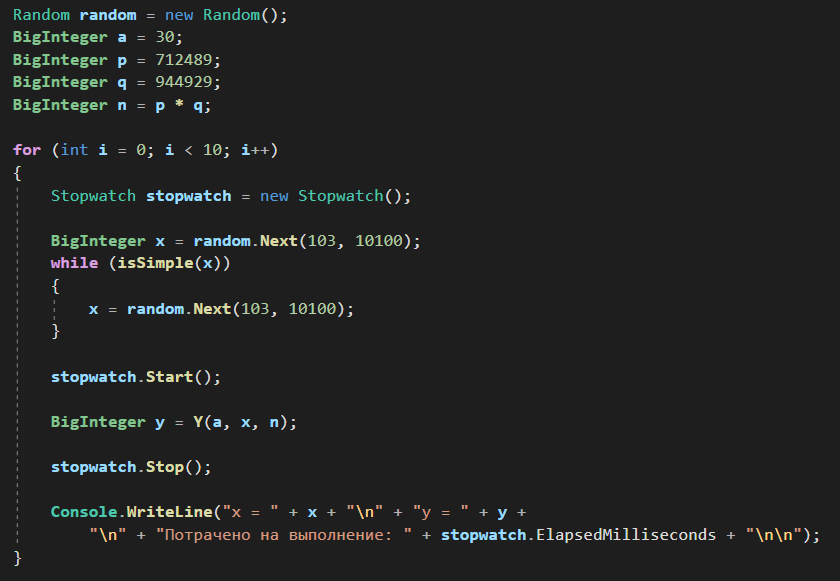 Random random = new Random();
BigInteger a = 30;
BigInteger p = 712489;
BigInteger q = 944929;
BigInteger n = p * q;

for (int i = 0; i < 10; i++)
{
    Stopwatch stopwatch = new Stopwatch();

    BigInteger x = random.Next(103, 10100);
    while (isSimple(x))
    {
        x = random.Next(103, 10100);
    }

    stopwatch.Start();

    BigInteger y = Y(a, x, n);

    stopwatch.Stop();

    Console.WriteLine("x = " + x + "\n" + "y = " + y +
        "\n" + "Потрачено на выполнение: " + stopwatch.ElapsedMilliseconds + "\n\n");
}